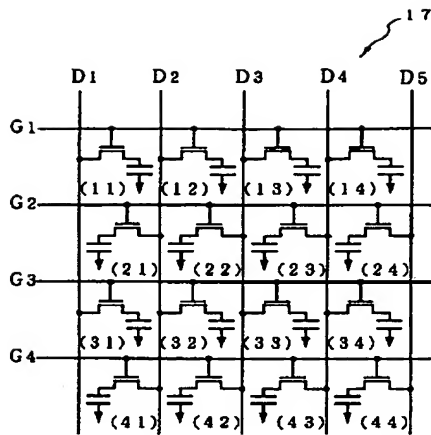 17
D1 D2 D3 D4 D5
G1
(11) (12) (13) (14)
G2
(21) (22) (23) (24)
G3
(31) (32) (33) (34)
G4
(41) (42) (43) (44)